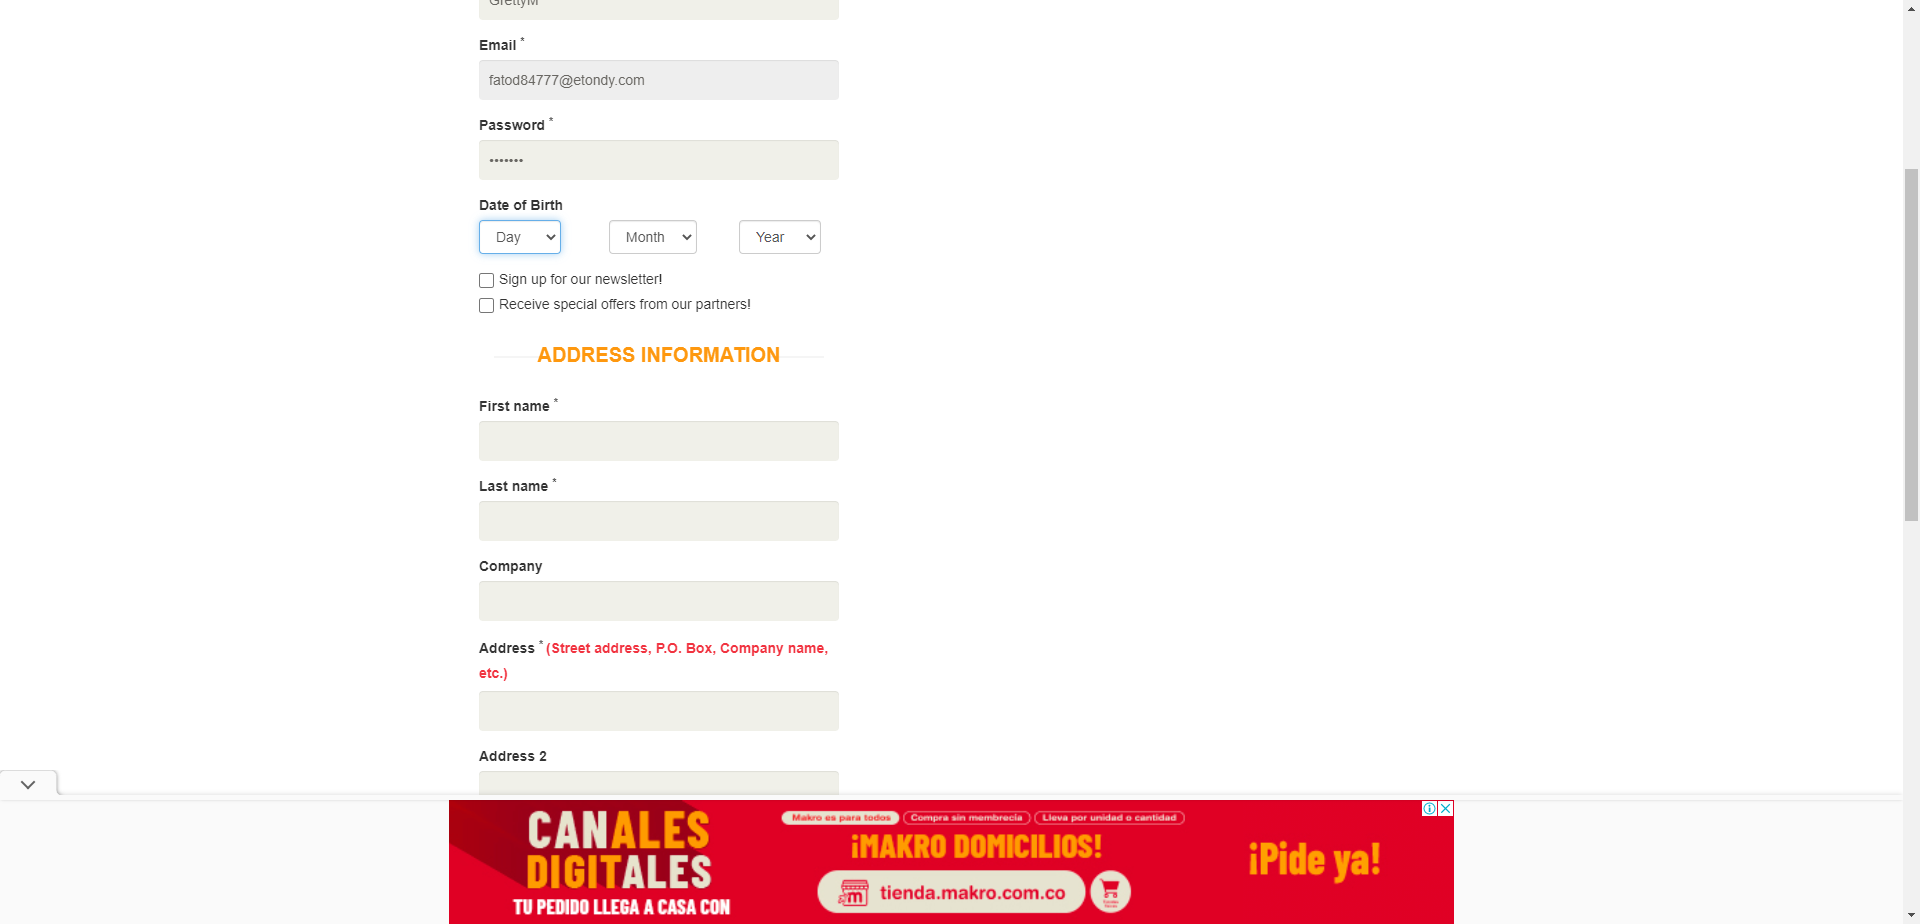 GrettyM
Email *
fatod84777@etondy.com
Password *
•••••••
Date of Birth
Day Month Year
Sign up for our newsletter!
Receive special offers from our partners!
ADDRESS INFORMATION
First name *
Last name *
Company
Address * (Street address, P.O. Box, Company name,
etc.)
Address 2
CANALES
DIGITALES
TU PEDIDO LLEGA A CASA CON
Makro es para todos Compra sin membrecia Lleva por unidad o cantidad
¡MAKRO DOMICILIOS!
m tienda.makro.com.co
¡Pide ya!